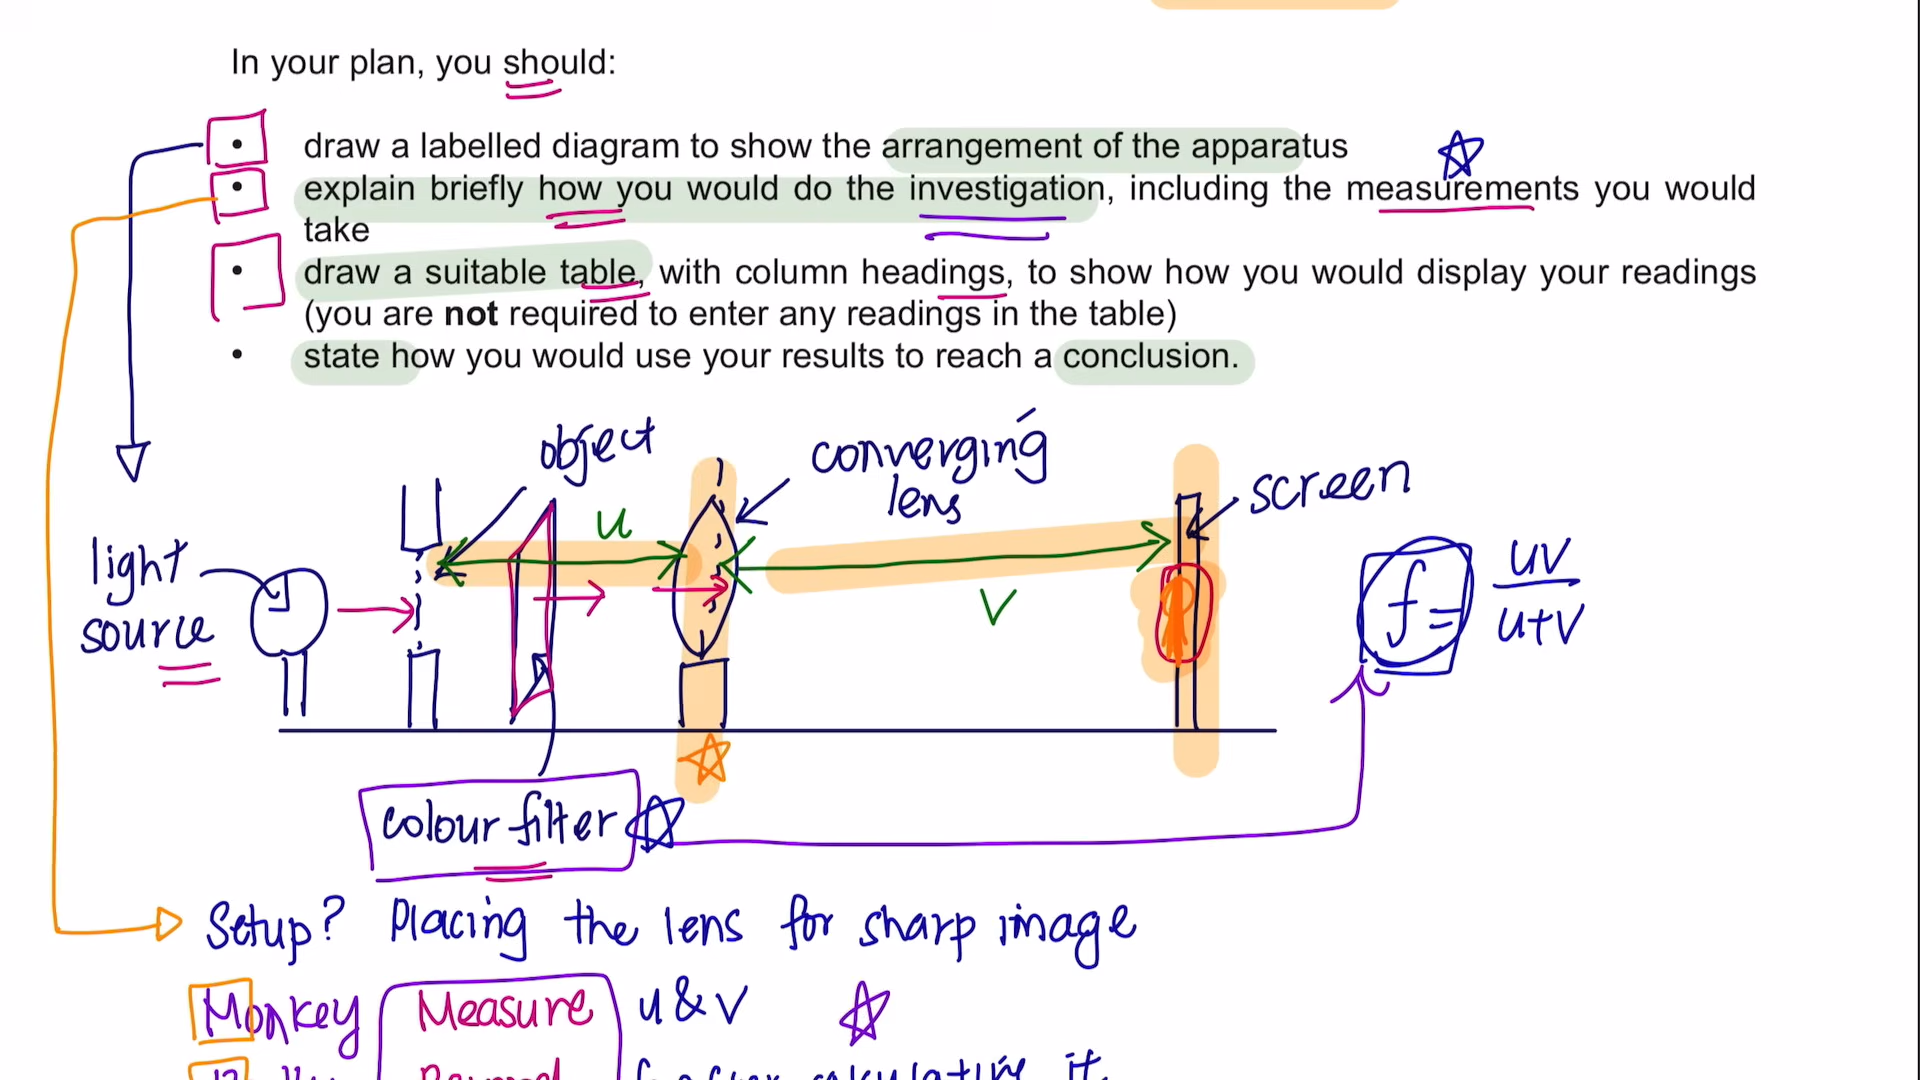 In your plan, you should:
• draw a labelled diagram to show the arrangement of the apparatus
• explain briefly how you would do the investigation, including the measurements you would
take
• draw a suitable table, with column headings, to show how you would display your readings
(you are not required to enter any readings in the table)
• state how you would use your results to reach a conclusion.
object
converging
lens
screen
light
source
u
v
f = uv
u+v
colour filter
Setup? Placing the lens for sharp image
Monkey Measure u & v
calculating it